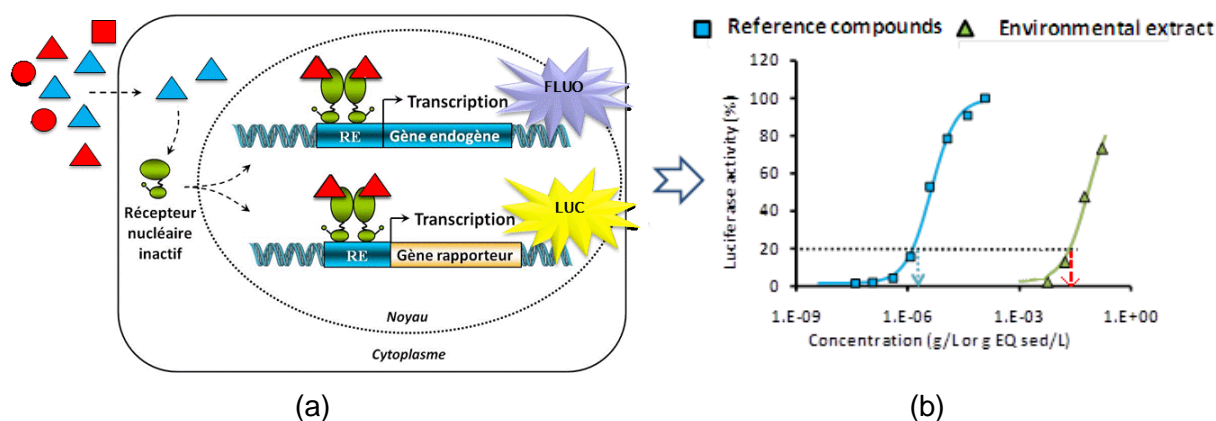 FLUO
Transcription
RE Gène endogène
LUC
Transcription
RE Gène rapporteur
Récepteur
nucléaire
inactif
Noyau
Cytoplasme
(a)
Reference compounds Environmental extract
Luciferase activity (%)
120
100
80
60
40
20
0
1.E-09 1.E-06 1.E-03 1.E+00
Concentration (g/L or g EQ sed/L)
(b)